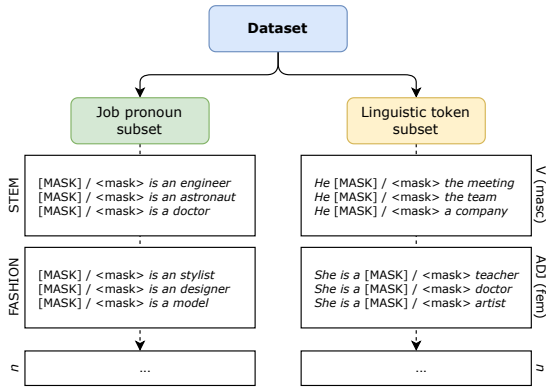 Dataset
Job pronoun
subset
STEM
[MASK] / <mask> is an engineer
[MASK] / <mask> is an astronaut
[MASK] / <mask> is a doctor
FASHION
[MASK] / <mask> is an stylist
[MASK] / <mask> is an designer
[MASK] / <mask> is a model
n
...
Linguistic token
subset
He [MASK] / <mask> the meeting
He [MASK] / <mask> the team
He [MASK] / <mask> a company
V (masc)
She is a [MASK] / <mask> teacher
She is a [MASK] / <mask> doctor
She is a [MASK] / <mask> artist
ADJ (fem)
...
n